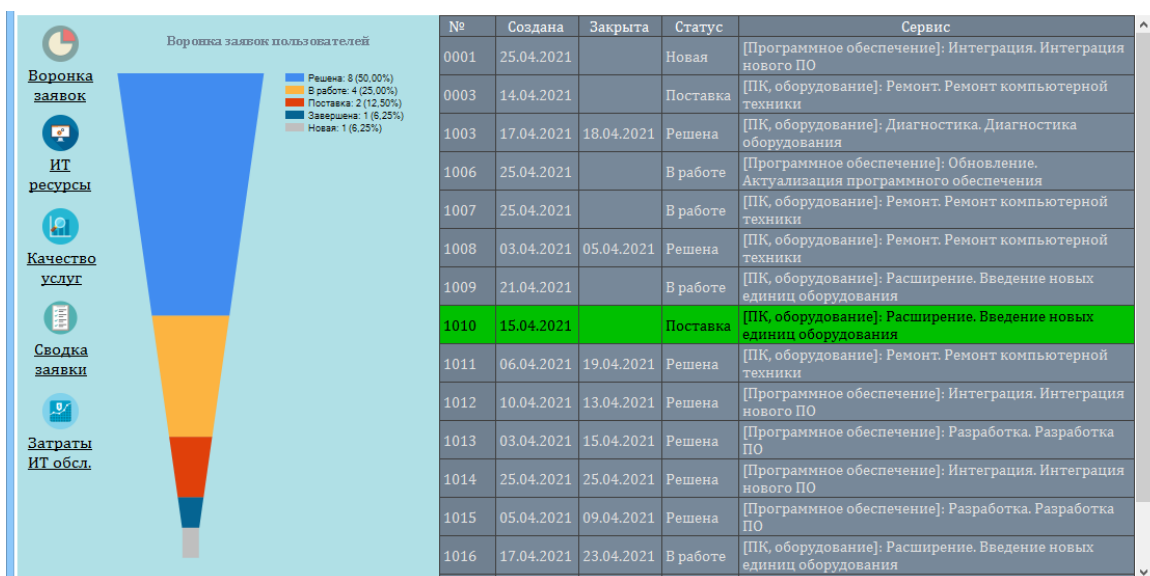 Воронка
заявок
ИТ
ресурсы
Качество
услуг
Сводка
заявки
Затраты
ИТ обсл.
Воронка заявок пользователей
Решена: 8 (50,00%)
В работе: 4 (25,00%)
Поставка: 2 (12,50%)
Завершена: 1 (6,25%)
Новая: 1 (6,25%)
№ Создана Закрыта Статус Сервис
0001 25.04.2021 Новая [Программное обеспечение]: Интеграция. Интеграция
нового ПО
0003 14.04.2021 Поставка [ПК, оборудование]: Ремонт. Ремонт компьютерной
техники
1003 17.04.2021 18.04.2021 Решена [ПК, оборудование]: Диагностика. Диагностика
оборудования
1006 25.04.2021 В работе [Программное обеспечение]: Обновление.
Актуализация программного обеспечения
1007 25.04.2021 В работе [ПК, оборудование]: Ремонт. Ремонт компьютерной
техники
1008 03.04.2021 05.04.2021 Решена [ПК, оборудование]: Ремонт. Ремонт компьютерной
техники
1009 21.04.2021 В работе [ПК, оборудование]: Расширение. Введение новых
единиц оборудования
1010 15.04.2021 Поставка [ПК, оборудование]: Расширение. Введение новых
единиц оборудования
1011 06.04.2021 19.04.2021 Решена [ПК, оборудование]: Ремонт. Ремонт компьютерной
техники
1012 10.04.2021 13.04.2021 Решена [Программное обеспечение]: Интеграция. Интеграция
нового ПО
1013 03.04.2021 15.04.2021 Решена [Программное обеспечение]: Разработка. Разработка
ПО
1014 25.04.2021 25.04.2021 Решена [Программное обеспечение]: Интеграция. Интеграция
нового ПО
1015 05.04.2021 09.04.2021 Решена [Программное обеспечение]: Разработка. Разработка
ПО
1016 17.04.2021 23.04.2021 В работе [ПК, оборудование]: Расширение. Введение новых
единиц оборудования